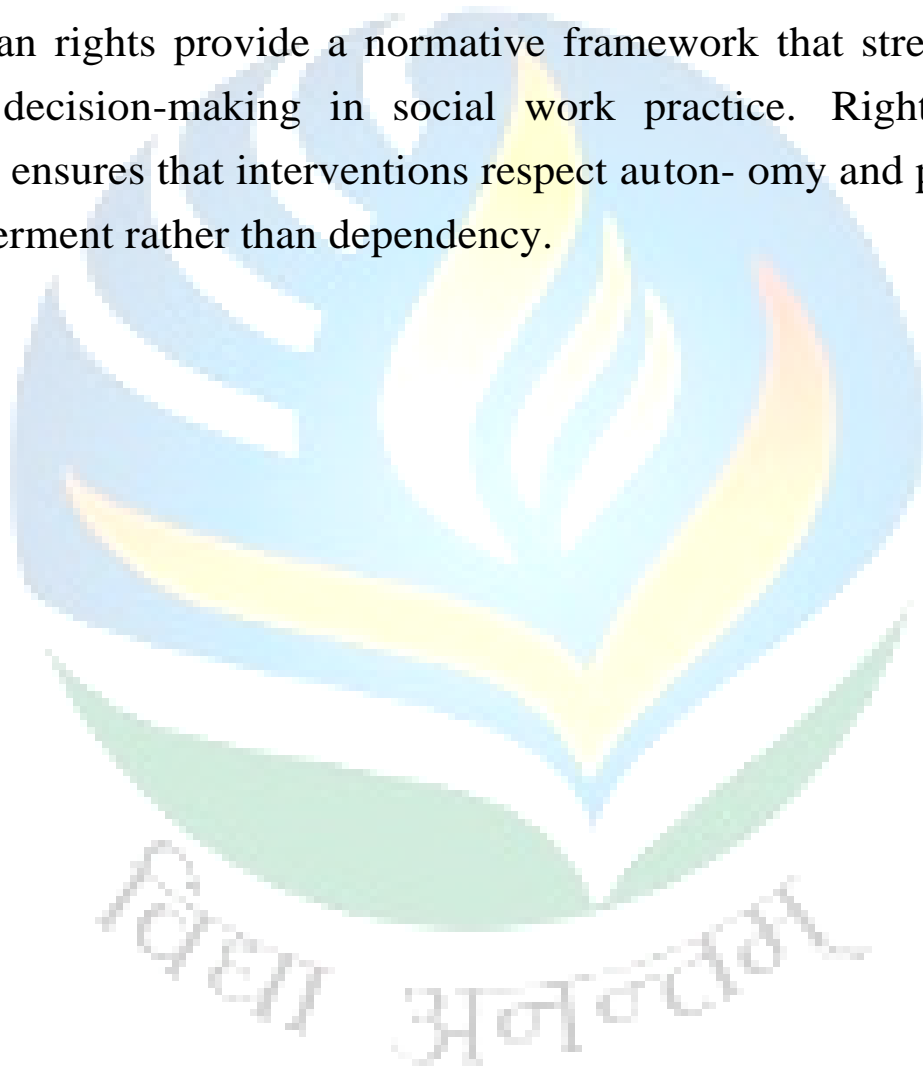 an rights provide a normative framework that stre
decision-making in social work practice. Right
ensures that interventions respect auton- omy and p
erment rather than dependency.
विद्या अनन्तम्